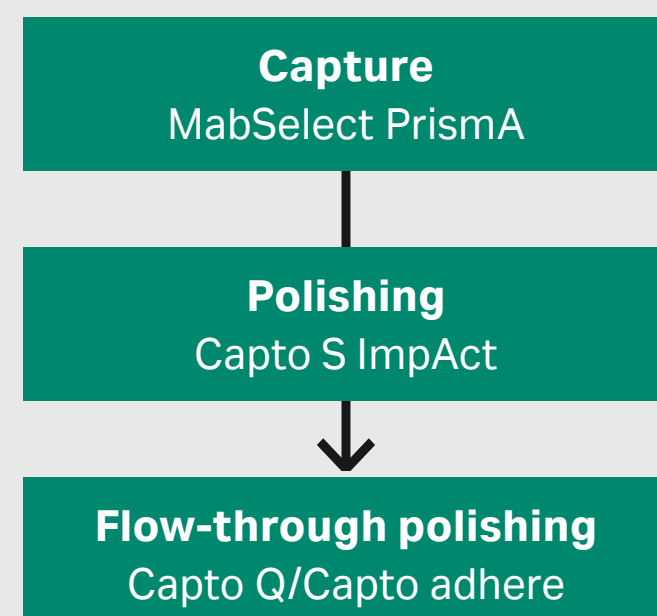 Capture
MabSelect PrismA
Polishing
Capto S ImpAct
Flow-through polishing
Capto Q/Capto adhere